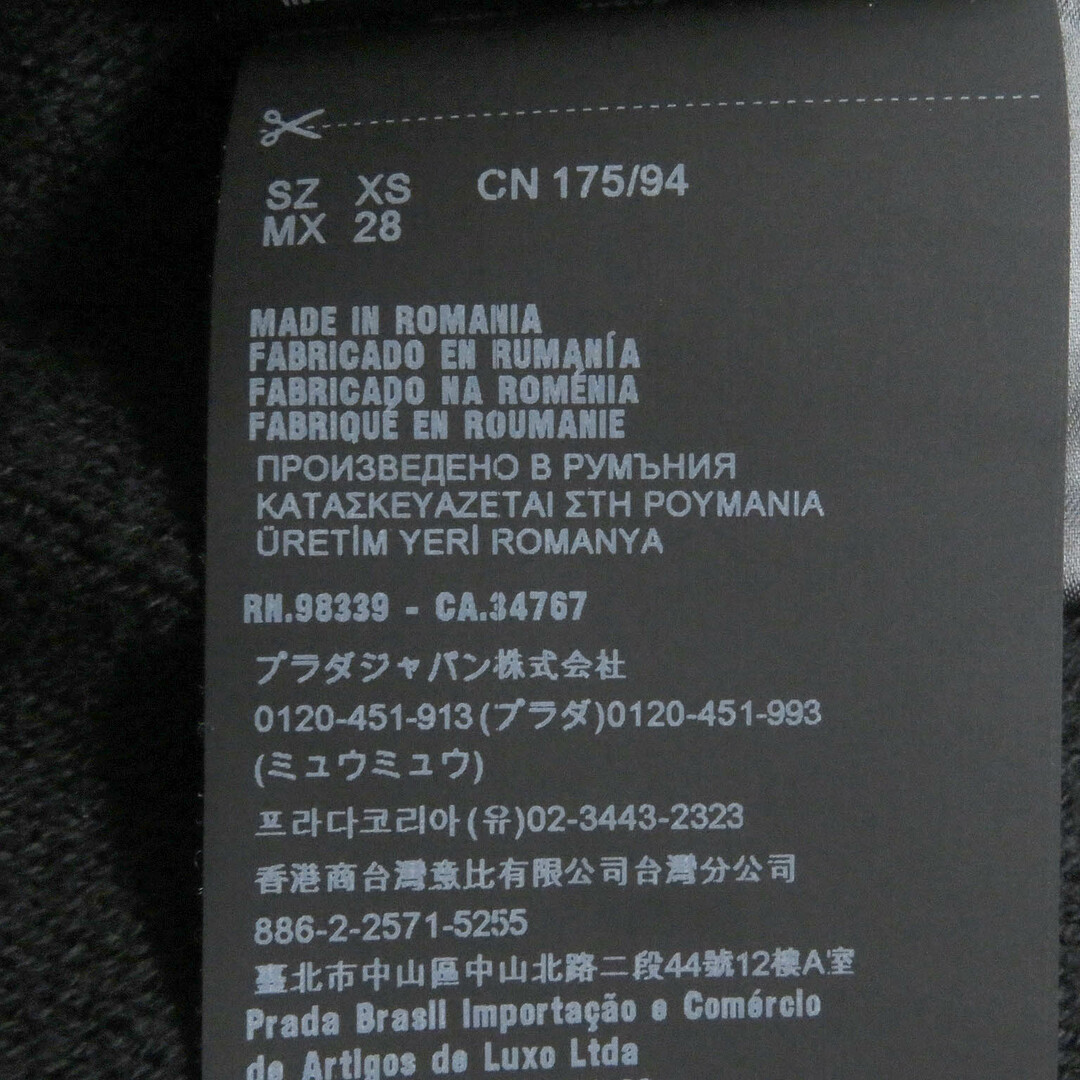 SZ XS CN 175/94
MX 28
MADE IN ROMANIA
FABRICADO EN RUMANÍA
FABRICADO NA ROMÉNIA
FABRIQUÉ EN ROUMANIE
ПРОИЗВЕДЕНО В РУМЪНИЯ
ΚΑΤΑΣΚΕΥΑΖΕΤΑΙ ΣΤΗ ΡΟΥΜΑΝΙΑ
ÜRETİM YERİ ROMANYA
RN.98339 - CA.34767
プラダジャパン株式会社
0120-451-913(プラダ)0120-451-993
(ミュウミュウ)
프라다코리아(유)02-3443-2323
香港商台灣意比有限公司台灣分公司
886-2-2571-5255
臺北市中山區中山北路二段44號12樓A室
Prada Brasil Importação e Comércio
de Artigos de Luxo Ltda